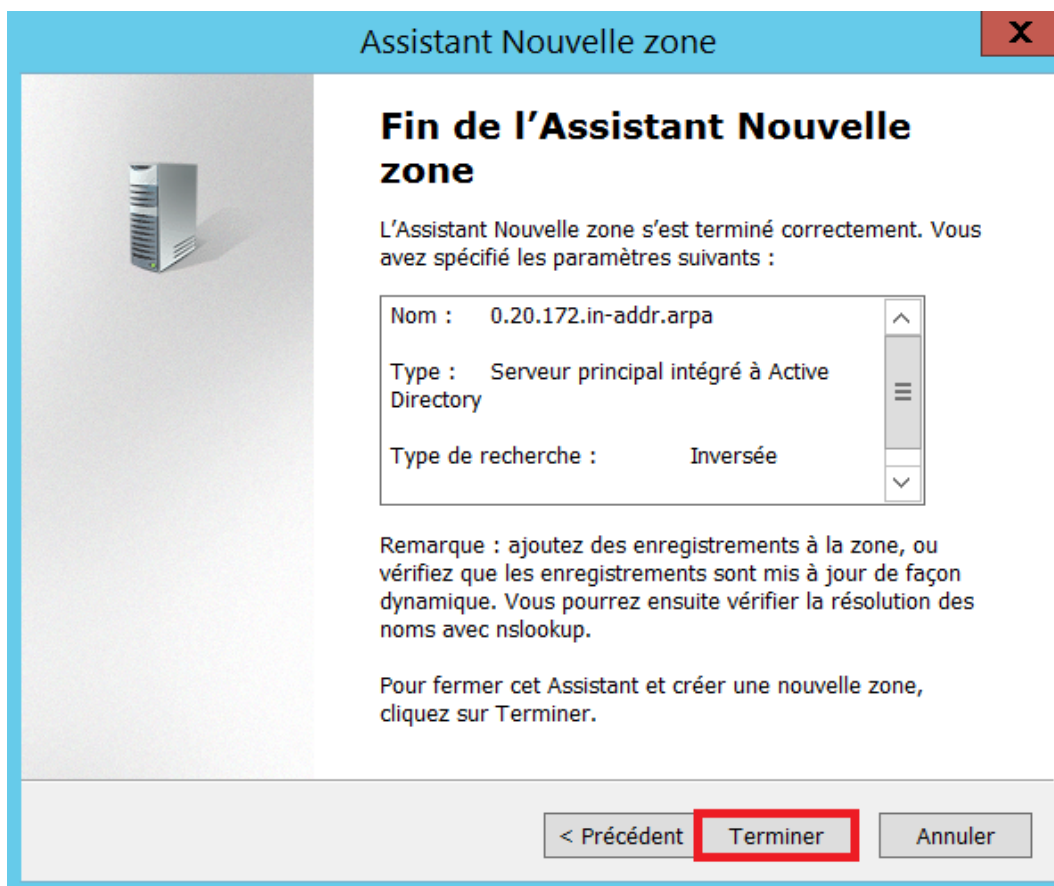 Assistant Nouvelle zone
X
Fin de l’Assistant Nouvelle
zone
L’Assistant Nouvelle zone s’est terminé correctement. Vous
avez spécifié les paramètres suivants :
Nom : 0.20.172.in-addr.arpa
Type : Serveur principal intégré à Active
Directory
Type de recherche : Inversée
Remarque : ajoutez des enregistrements à la zone, ou
vérifiez que les enregistrements sont mis à jour de façon
dynamique. Vous pourrez ensuite vérifier la résolution des
noms avec nslookup.
Pour fermer cet Assistant et créer une nouvelle zone,
cliquez sur Terminer.
< Précédent Terminer Annuler